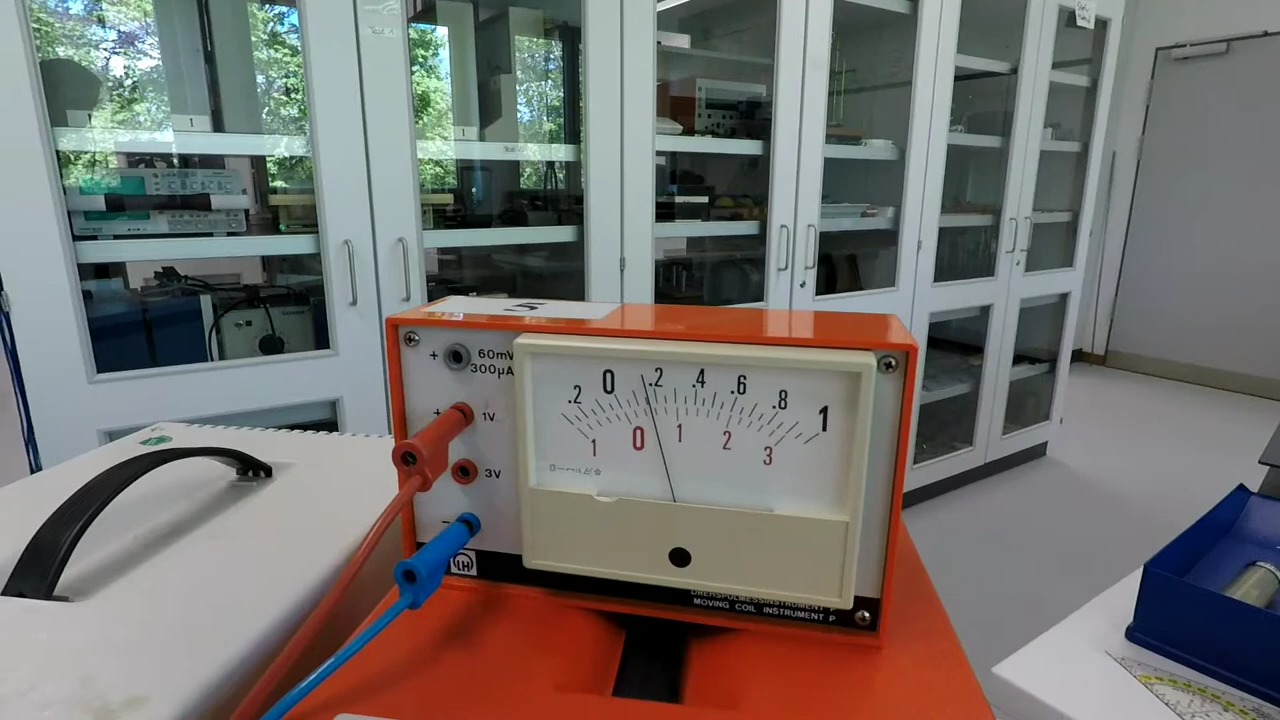 5
+ 60mV
300µA
+ 1V
3V
-
.2 0 .2 .4 .6 .8 1
1 0 1 2 3
DREHSPULMESSINSTRUMENT P
MOVING COIL INSTRUMENT P